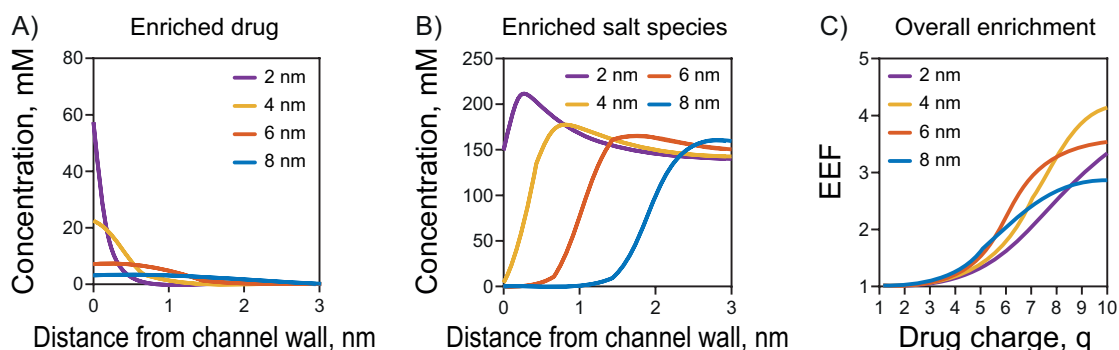 A) Enriched drug
Concentration, mM
80
60
40
20
0
2 nm
4 nm
6 nm
8 nm
0 1 2 3
Distance from channel wall, nm
B) Enriched salt species
Concentration, mM
250
200
150
100
50
0
2 nm 6 nm
4 nm 8 nm
0 1 2 3
Distance from channel wall, nm
C) Overall enrichment
EEF
5
4
3
2
1
2 nm
4 nm
6 nm
8 nm
1 2 3 4 5 6 7 8 9 10
Drug charge, q